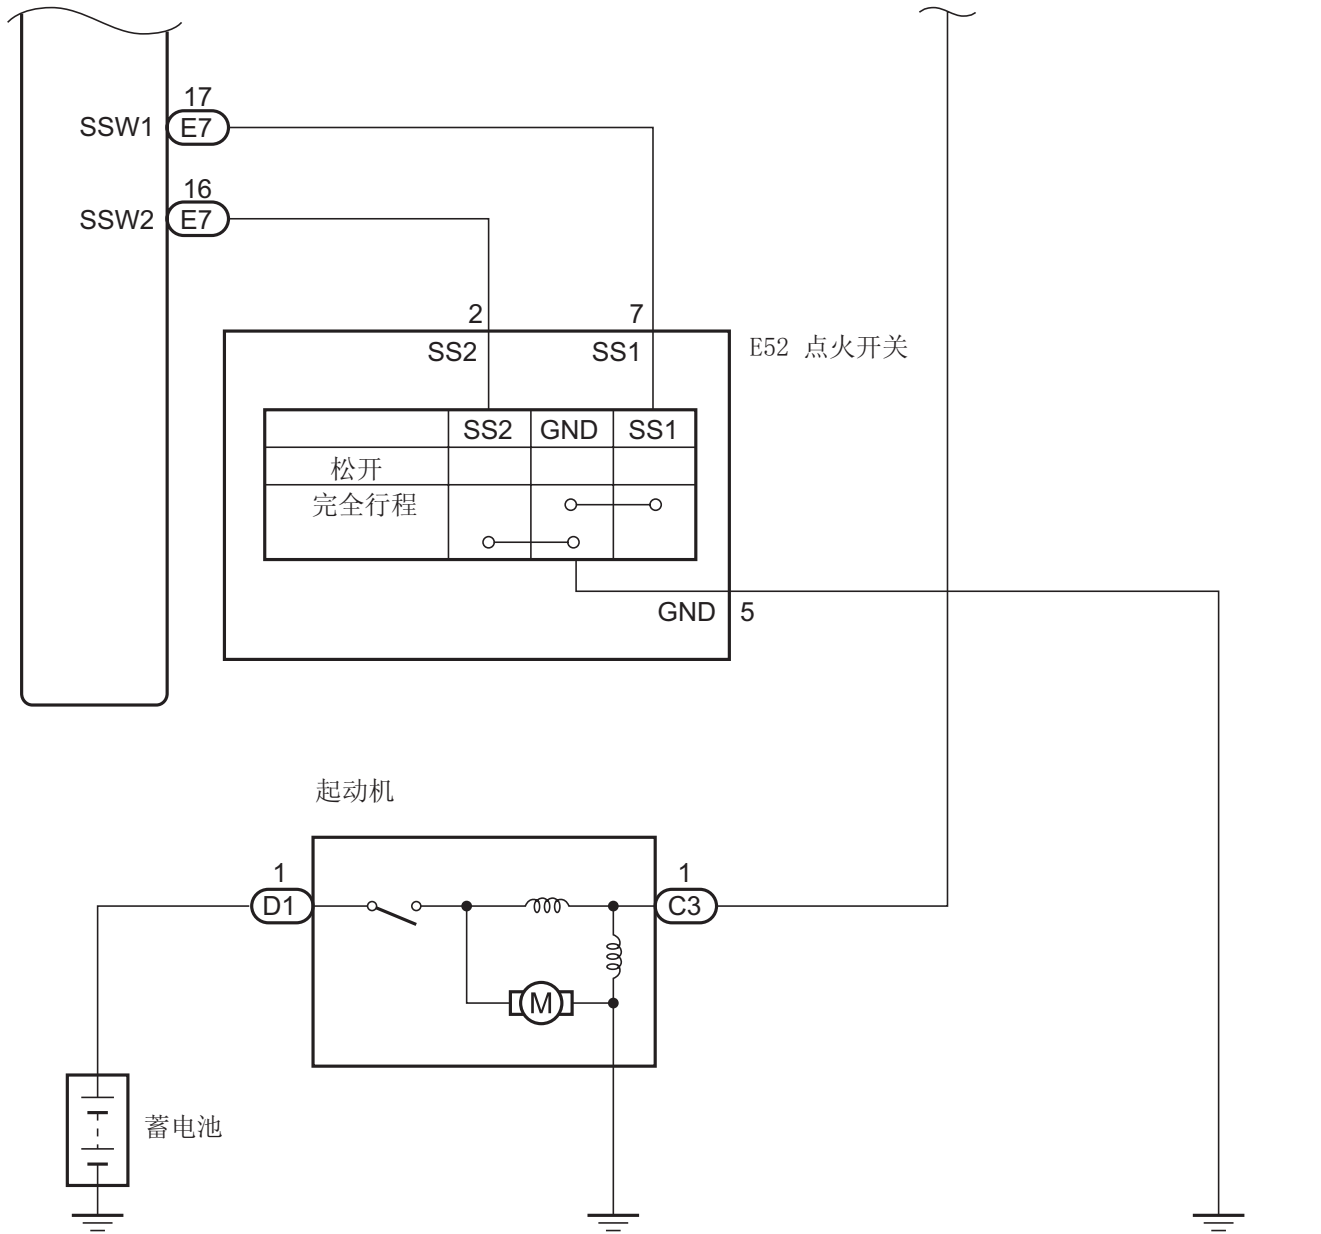 17
SSW1 E7
16
SSW2 E7
2 7
SS2 SS1
E52 点火开关
SS2 GND SS1
松开
完全行程
GND 5
起动机
1 1
D1 C3
M
蓄电池